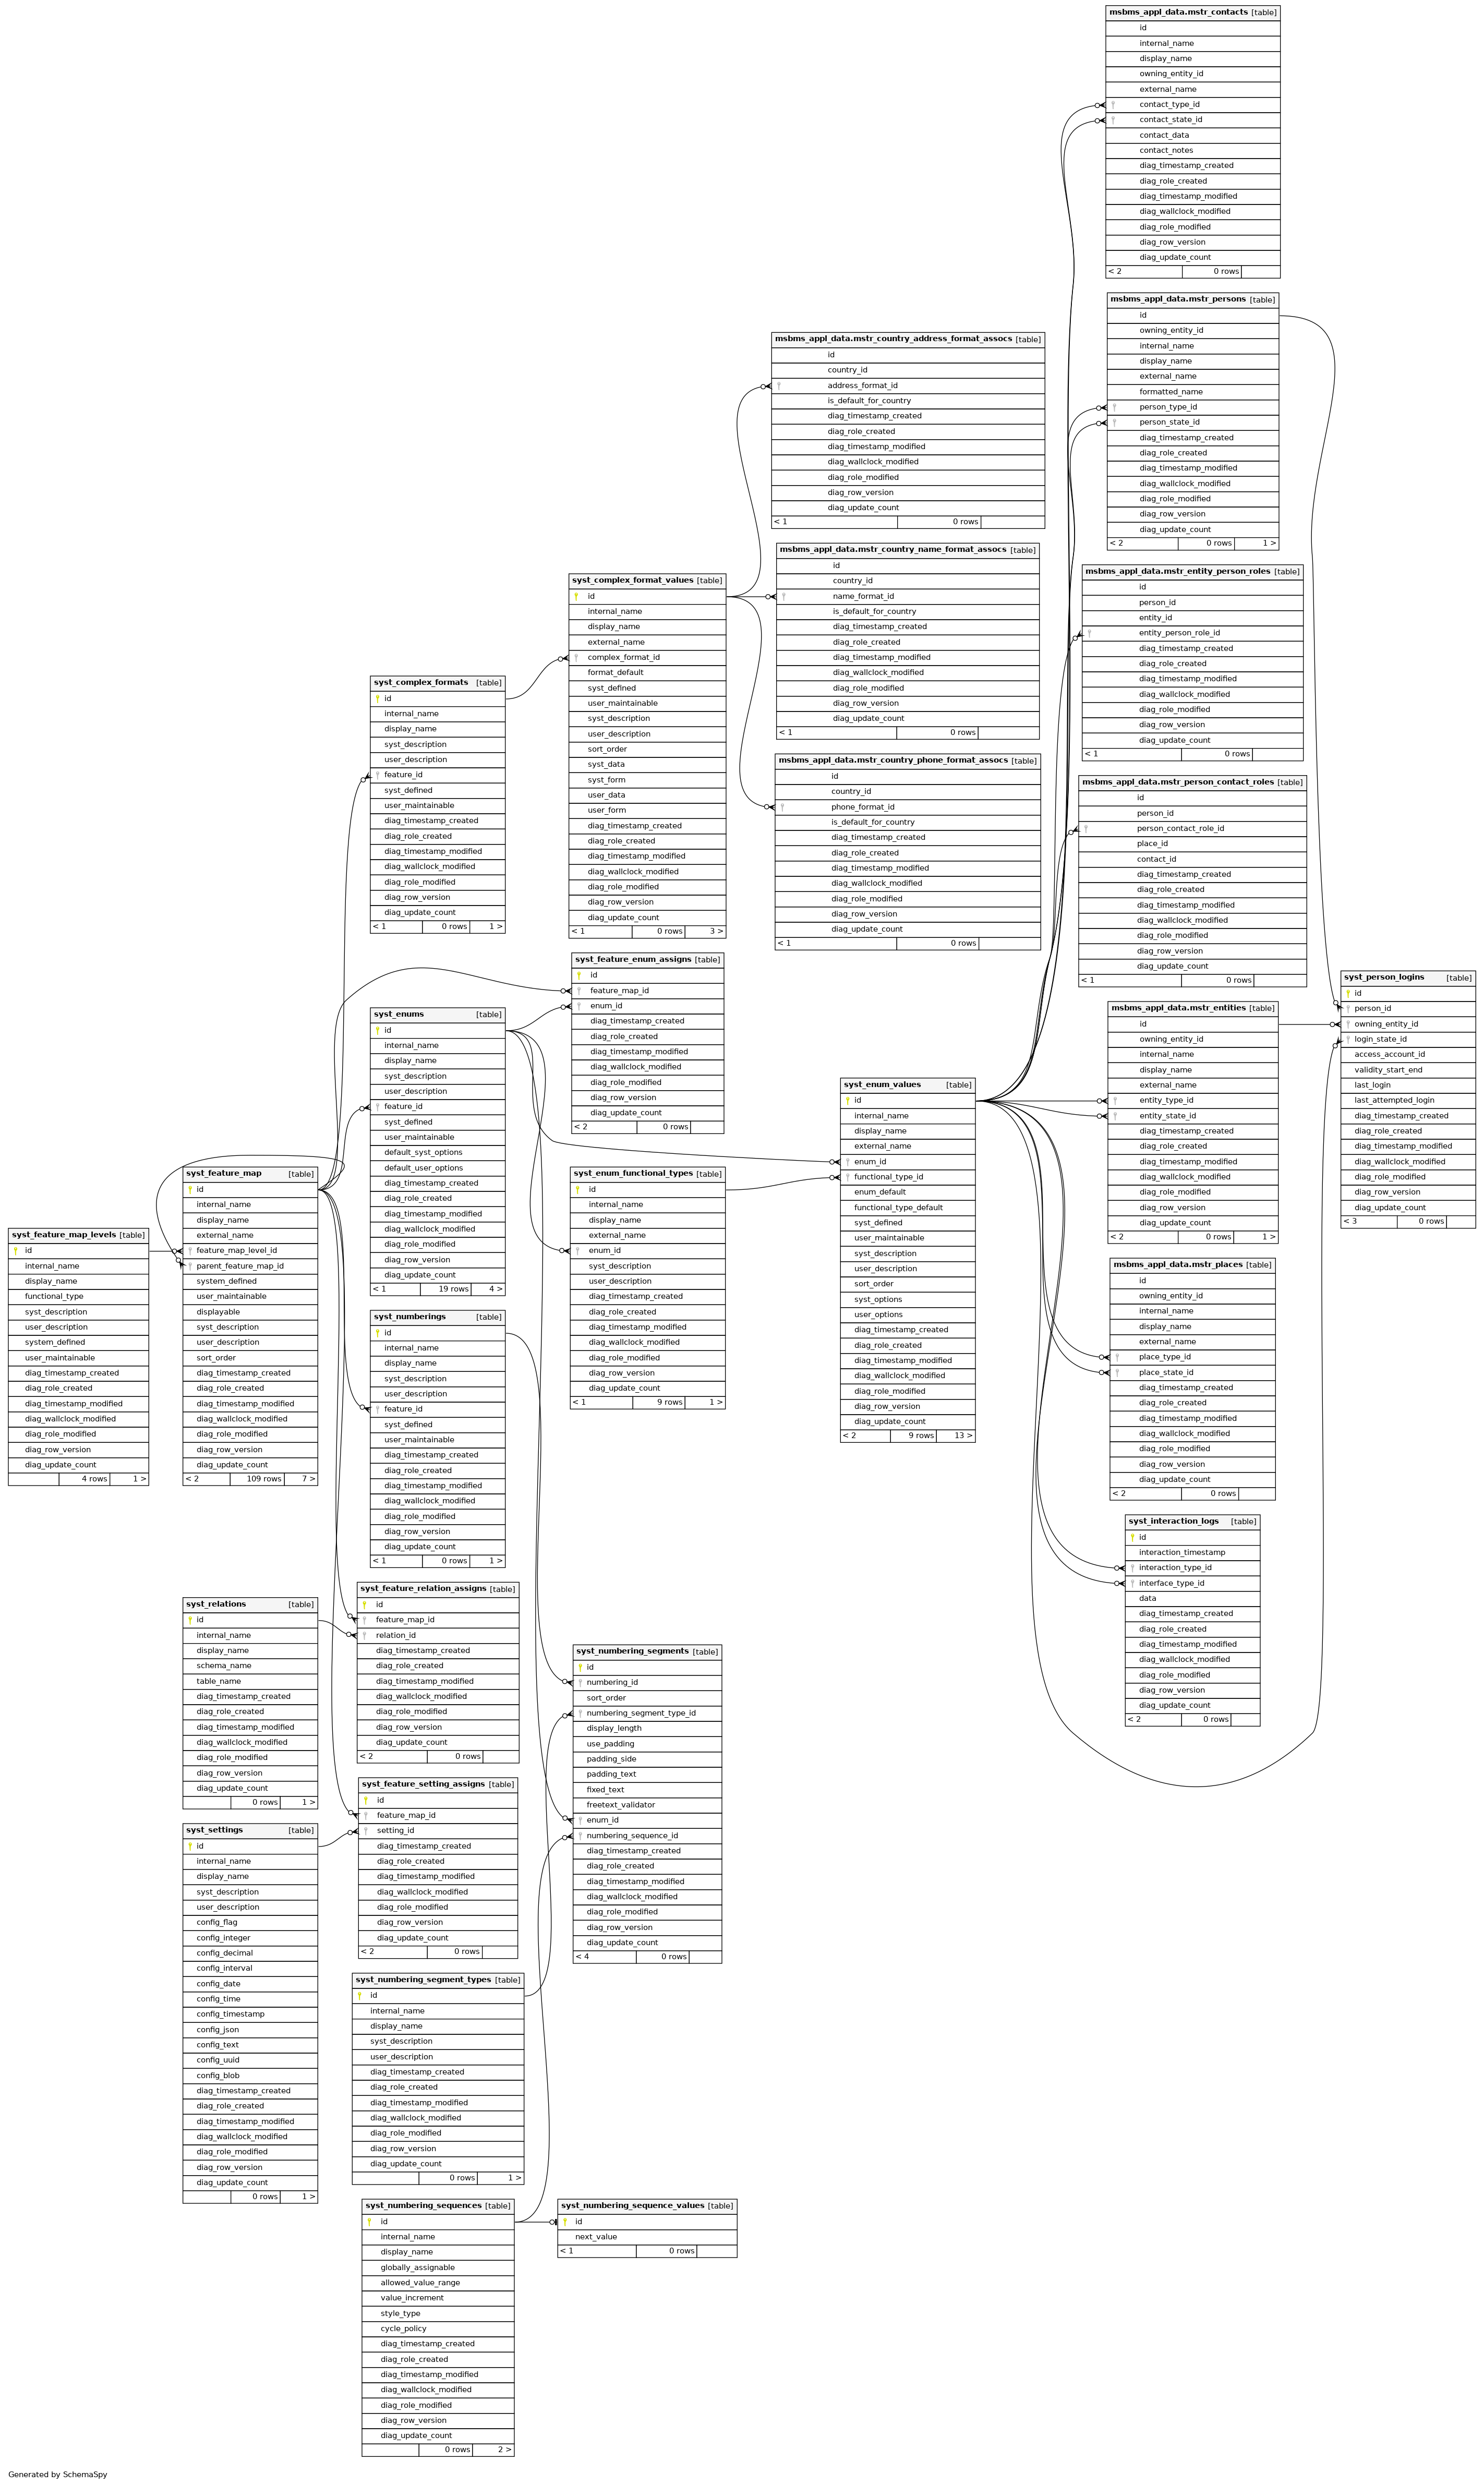 msbms_appl_data.mstr_contacts [table]
id
internal_name
display_name
owning_entity_id
external_name
contact_type_id
contact_state_id
contact_data
contact_notes
diag_timestamp_created
diag_role_created
diag_timestamp_modified
diag_wallclock_modified
diag_role_modified
diag_row_version
diag_update_count
< 2 0 rows
msbms_appl_data.mstr_persons [table]
id
owning_entity_id
internal_name
display_name
external_name
formatted_name
person_type_id
person_state_id
diag_timestamp_created
diag_role_created
diag_timestamp_modified
diag_wallclock_modified
diag_role_modified
diag_row_version
diag_update_count
< 2 0 rows 1 >
msbms_appl_data.mstr_country_address_format_assocs [table]
id
country_id
address_format_id
is_default_for_country
diag_timestamp_created
diag_role_created
diag_timestamp_modified
diag_wallclock_modified
diag_role_modified
diag_row_version
diag_update_count
< 1 0 rows
msbms_appl_data.mstr_country_name_format_assocs [table]
id
country_id
name_format_id
is_default_for_country
diag_timestamp_created
diag_role_created
diag_timestamp_modified
diag_wallclock_modified
diag_role_modified
diag_row_version
diag_update_count
< 1 0 rows
msbms_appl_data.mstr_entity_person_roles [table]
id
person_id
entity_id
entity_person_role_id
diag_timestamp_created
diag_role_created
diag_timestamp_modified
diag_wallclock_modified
diag_role_modified
diag_row_version
diag_update_count
< 1 0 rows
syst_complex_format_values [table]
id
internal_name
display_name
external_name
complex_format_id
format_default
syst_defined
user_maintainable
syst_description
user_description
sort_order
syst_data
syst_form
user_data
user_form
diag_timestamp_created
diag_role_created
diag_timestamp_modified
diag_wallclock_modified
diag_role_modified
diag_row_version
diag_update_count
< 1 0 rows 3 >
syst_complex_formats [table]
id
internal_name
display_name
syst_description
user_description
feature_id
syst_defined
user_maintainable
diag_timestamp_created
diag_role_created
diag_timestamp_modified
diag_wallclock_modified
diag_role_modified
diag_row_version
diag_update_count
< 1 0 rows 1 >
msbms_appl_data.mstr_country_phone_format_assocs [table]
id
country_id
phone_format_id
is_default_for_country
diag_timestamp_created
diag_role_created
diag_timestamp_modified
diag_wallclock_modified
diag_role_modified
diag_row_version
diag_update_count
< 1 0 rows
msbms_appl_data.mstr_person_contact_roles [table]
id
person_id
person_contact_role_id
place_id
contact_id
diag_timestamp_created
diag_role_created
diag_timestamp_modified
diag_wallclock_modified
diag_role_modified
diag_row_version
diag_update_count
< 1 0 rows
syst_feature_enum_assigns [table]
id
feature_map_id
enum_id
diag_timestamp_created
diag_role_created
diag_timestamp_modified
diag_wallclock_modified
diag_role_modified
diag_row_version
diag_update_count
< 2 0 rows
syst_person_logins [table]
id
person_id
owning_entity_id
login_state_id
access_account_id
validity_start_end
last_login
last_attempted_login
diag_timestamp_created
diag_role_created
diag_timestamp_modified
diag_wallclock_modified
diag_role_modified
diag_row_version
diag_update_count
< 3 0 rows
msbms_appl_data.mstr_entities [table]
id
owning_entity_id
internal_name
display_name
external_name
entity_type_id
entity_state_id
diag_timestamp_created
diag_role_created
diag_timestamp_modified
diag_wallclock_modified
diag_role_modified
diag_row_version
diag_update_count
< 2 0 rows 1 >
syst_enums [table]
id
internal_name
display_name
syst_description
user_description
feature_id
syst_defined
user_maintainable
default_syst_options
default_user_options
diag_timestamp_created
diag_role_created
diag_timestamp_modified
diag_wallclock_modified
diag_role_modified
diag_row_version
diag_update_count
< 1 19 rows 4 >
syst_enum_values [table]
id
internal_name
display_name
external_name
enum_id
functional_type_id
enum_default
functional_type_default
syst_defined
user_maintainable
syst_description
user_description
sort_order
syst_options
user_options
diag_timestamp_created
diag_role_created
diag_timestamp_modified
diag_wallclock_modified
diag_role_modified
diag_row_version
diag_update_count
< 2 9 rows 13 >
syst_feature_map [table]
id
internal_name
display_name
external_name
feature_map_level_id
parent_feature_map_id
system_defined
user_maintainable
displayable
syst_description
user_description
sort_order
diag_timestamp_created
diag_role_created
diag_timestamp_modified
diag_wallclock_modified
diag_role_modified
diag_row_version
diag_update_count
< 2 109 rows 7 >
syst_enum_functional_types [table]
id
internal_name
display_name
external_name
enum_id
syst_description
user_description
diag_timestamp_created
diag_role_created
diag_timestamp_modified
diag_wallclock_modified
diag_role_modified
diag_row_version
diag_update_count
< 1 9 rows 1 >
syst_feature_map_levels [table]
id
internal_name
display_name
functional_type
syst_description
user_description
system_defined
user_maintainable
diag_timestamp_created
diag_role_created
diag_timestamp_modified
diag_wallclock_modified
diag_role_modified
diag_row_version
diag_update_count
4 rows 1 >
msbms_appl_data.mstr_places [table]
id
owning_entity_id
internal_name
display_name
external_name
place_type_id
place_state_id
diag_timestamp_created
diag_role_created
diag_timestamp_modified
diag_wallclock_modified
diag_role_modified
diag_row_version
diag_update_count
< 2 0 rows
syst_numberings [table]
id
internal_name
display_name
syst_description
user_description
feature_id
syst_defined
user_maintainable
diag_timestamp_created
diag_role_created
diag_timestamp_modified
diag_wallclock_modified
diag_role_modified
diag_row_version
diag_update_count
< 1 0 rows 1 >
syst_interaction_logs [table]
id
interaction_timestamp
interaction_type_id
interface_type_id
data
diag_timestamp_created
diag_role_created
diag_timestamp_modified
diag_wallclock_modified
diag_role_modified
diag_row_version
diag_update_count
< 2 0 rows
syst_feature_relation_assigns [table]
id
feature_map_id
relation_id
diag_timestamp_created
diag_role_created
diag_timestamp_modified
diag_wallclock_modified
diag_role_modified
diag_row_version
diag_update_count
< 2 0 rows
syst_relations [table]
id
internal_name
display_name
schema_name
table_name
diag_timestamp_created
diag_role_created
diag_timestamp_modified
diag_wallclock_modified
diag_role_modified
diag_row_version
diag_update_count
0 rows 1 >
syst_numbering_segments [table]
id
numbering_id
sort_order
numbering_segment_type_id
display_length
use_padding
padding_side
padding_text
fixed_text
freetext_validator
enum_id
numbering_sequence_id
diag_timestamp_created
diag_role_created
diag_timestamp_modified
diag_wallclock_modified
diag_role_modified
diag_row_version
diag_update_count
< 4 0 rows
syst_feature_setting_assigns [table]
id
feature_map_id
setting_id
diag_timestamp_created
diag_role_created
diag_timestamp_modified
diag_wallclock_modified
diag_role_modified
diag_row_version
diag_update_count
< 2 0 rows
syst_settings [table]
id
internal_name
display_name
syst_description
user_description
config_flag
config_integer
config_decimal
config_interval
config_date
config_time
config_timestamp
config_json
config_text
config_uuid
config_blob
diag_timestamp_created
diag_role_created
diag_timestamp_modified
diag_wallclock_modified
diag_role_modified
diag_row_version
diag_update_count
0 rows 1 >
syst_numbering_segment_types [table]
id
internal_name
display_name
syst_description
user_description
diag_timestamp_created
diag_role_created
diag_timestamp_modified
diag_wallclock_modified
diag_role_modified
diag_row_version
diag_update_count
0 rows 1 >
syst_numbering_sequences [table]
id
internal_name
display_name
globally_assignable
allowed_value_range
value_increment
style_type
cycle_policy
diag_timestamp_created
diag_role_created
diag_timestamp_modified
diag_wallclock_modified
diag_role_modified
diag_row_version
diag_update_count
0 rows 2 >
syst_numbering_sequence_values [table]
id
next_value
< 1 0 rows
Generated by SchemaSpy